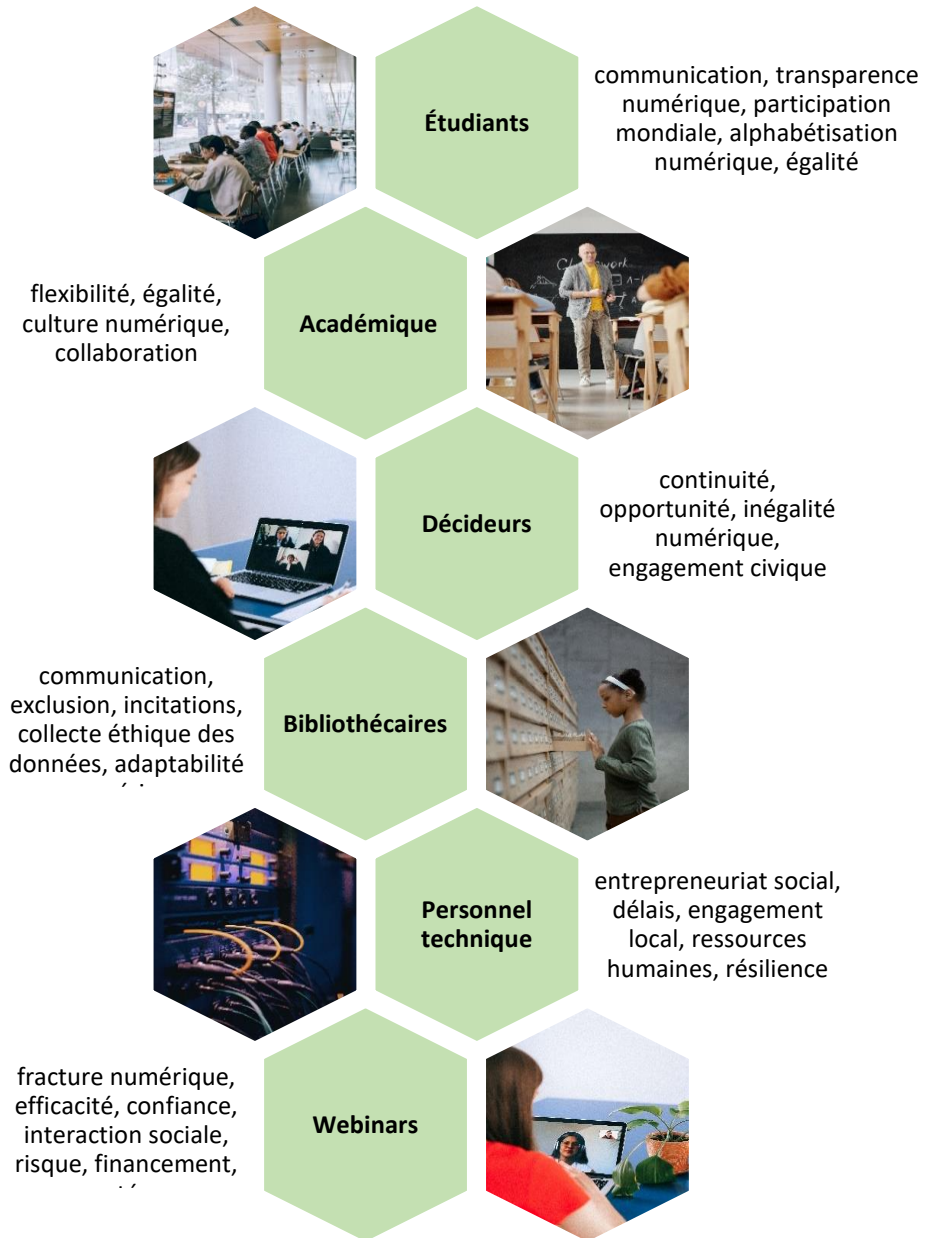 Étudiants
communication, transparence
numérique, participation
mondiale, alphabétisation
numérique, égalité
flexibilité, égalité,
culture numérique,
collaboration
Académique
Décideurs
continuité,
opportunité, inégalité
numérique,
engagement civique
communication,
exclusion, incitations,
collecte éthique des
données, adaptabilité
Bibliothécaires
Personnel
technique
entrepreneuriat social,
délais, engagement
local, ressources
humaines, résilience
fracture numérique,
efficacité, confiance,
interaction sociale,
risque, financement,
Webinars